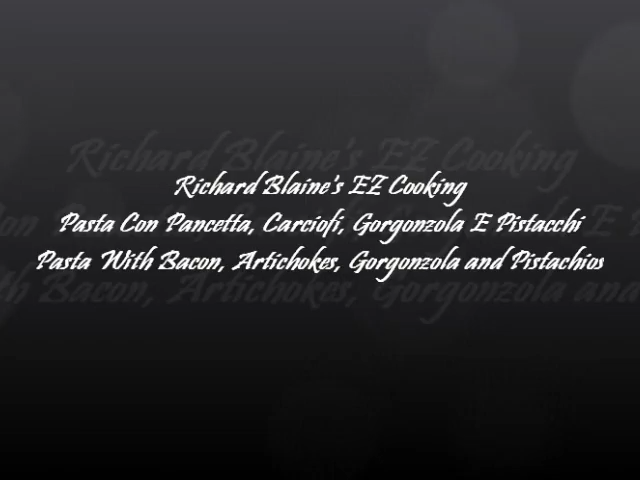 Richard Blaine's EZ Cooking
Pasta Con Pancetta, Carciofi, Gorgonzola E Pistacchi
Pasta With Bacon, Artichokes, Gorgonzola and Pistachios